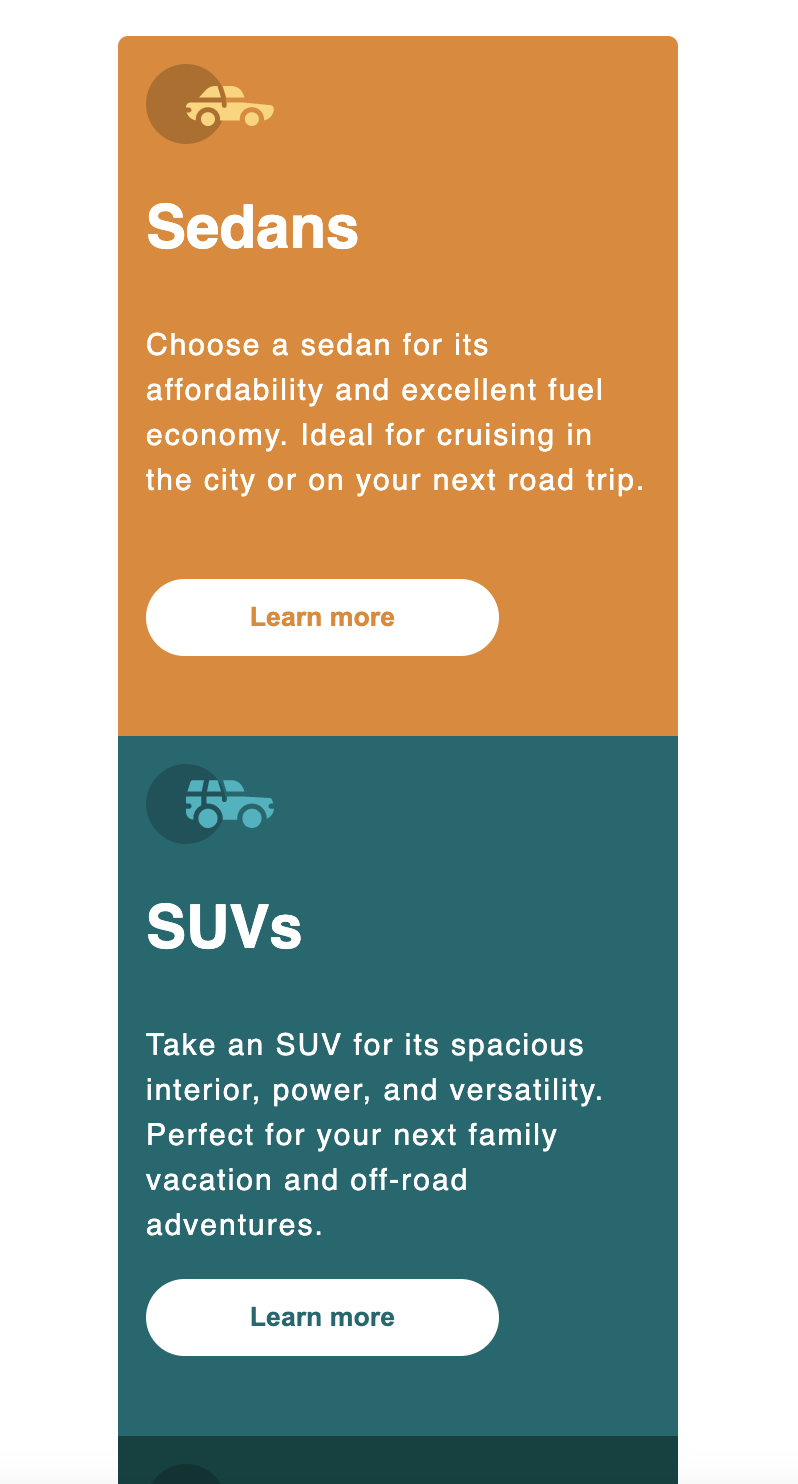 Sedans
Choose a sedan for its
affordability and excellent fuel
economy. Ideal for cruising in
the city or on your next road trip.
Learn more
SUVs
Take an SUV for its spacious
interior, power, and versatility.
Perfect for your next family
vacation and off-road
adventures.
Learn more